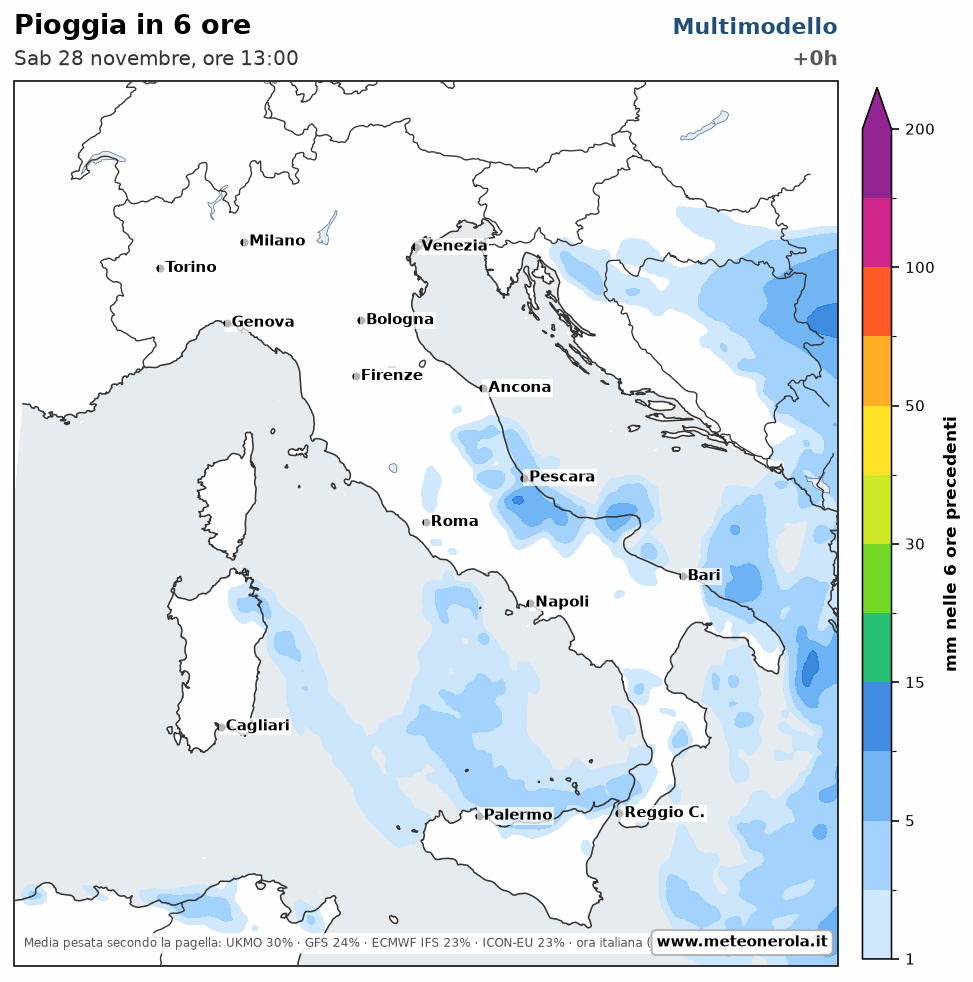 Pioggia in 6 ore
Multimodello
Sab 28 novembre, ore 13:00
+0h
200
Milano
Venezia
Torino
100
Genova
Bologna
Firenze
Ancona
50
Pescara
Roma
30
Bari
Napoli
15
Cagliari
Palermo
Reggio C.
5
mm nelle 6 ore precedenti
Media pesata secondo la pagella: UKMO 30% · GFS 24% · ECMWF IFS 23% · ICON-EU 23% · ora italiana (
www.meteonerola.it
1